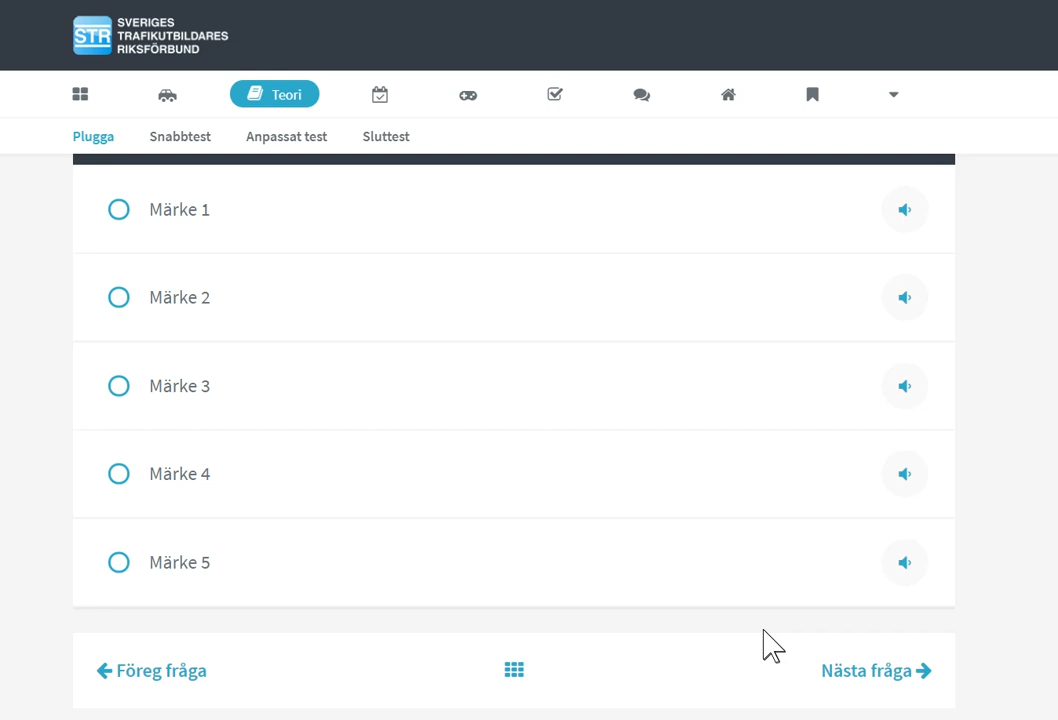 STR
SVERIGES
TRAFIKUTBILDARES
RIKSFÖRBUND
Teori
Plugga Snabbtest Anpassat test Sluttest
Märke 1
Märke 2
Märke 3
Märke 4
Märke 5
Föreg fråga Nästa fråga